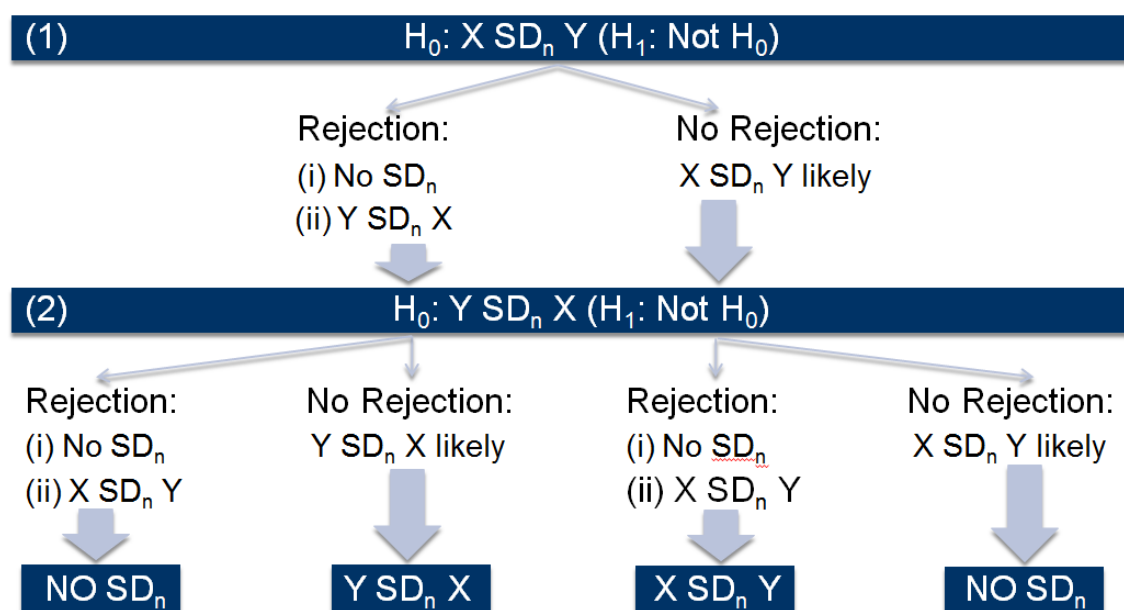 (1) H₀: X SDₙ Y (H₁: Not H₀)
Rejection: No Rejection:
(i) No SDₙ X SDₙ Y likely
(ii) Y SDₙ X
(2) H₀: Y SDₙ X (H₁: Not H₀)
Rejection: No Rejection: Rejection: No Rejection:
(i) No SDₙ Y SDₙ X likely (i) No SDₙ X SDₙ Y likely
(ii) X SDₙ Y (ii) X SDₙ Y
NO SDₙ Y SDₙ X X SDₙ Y NO SDₙ